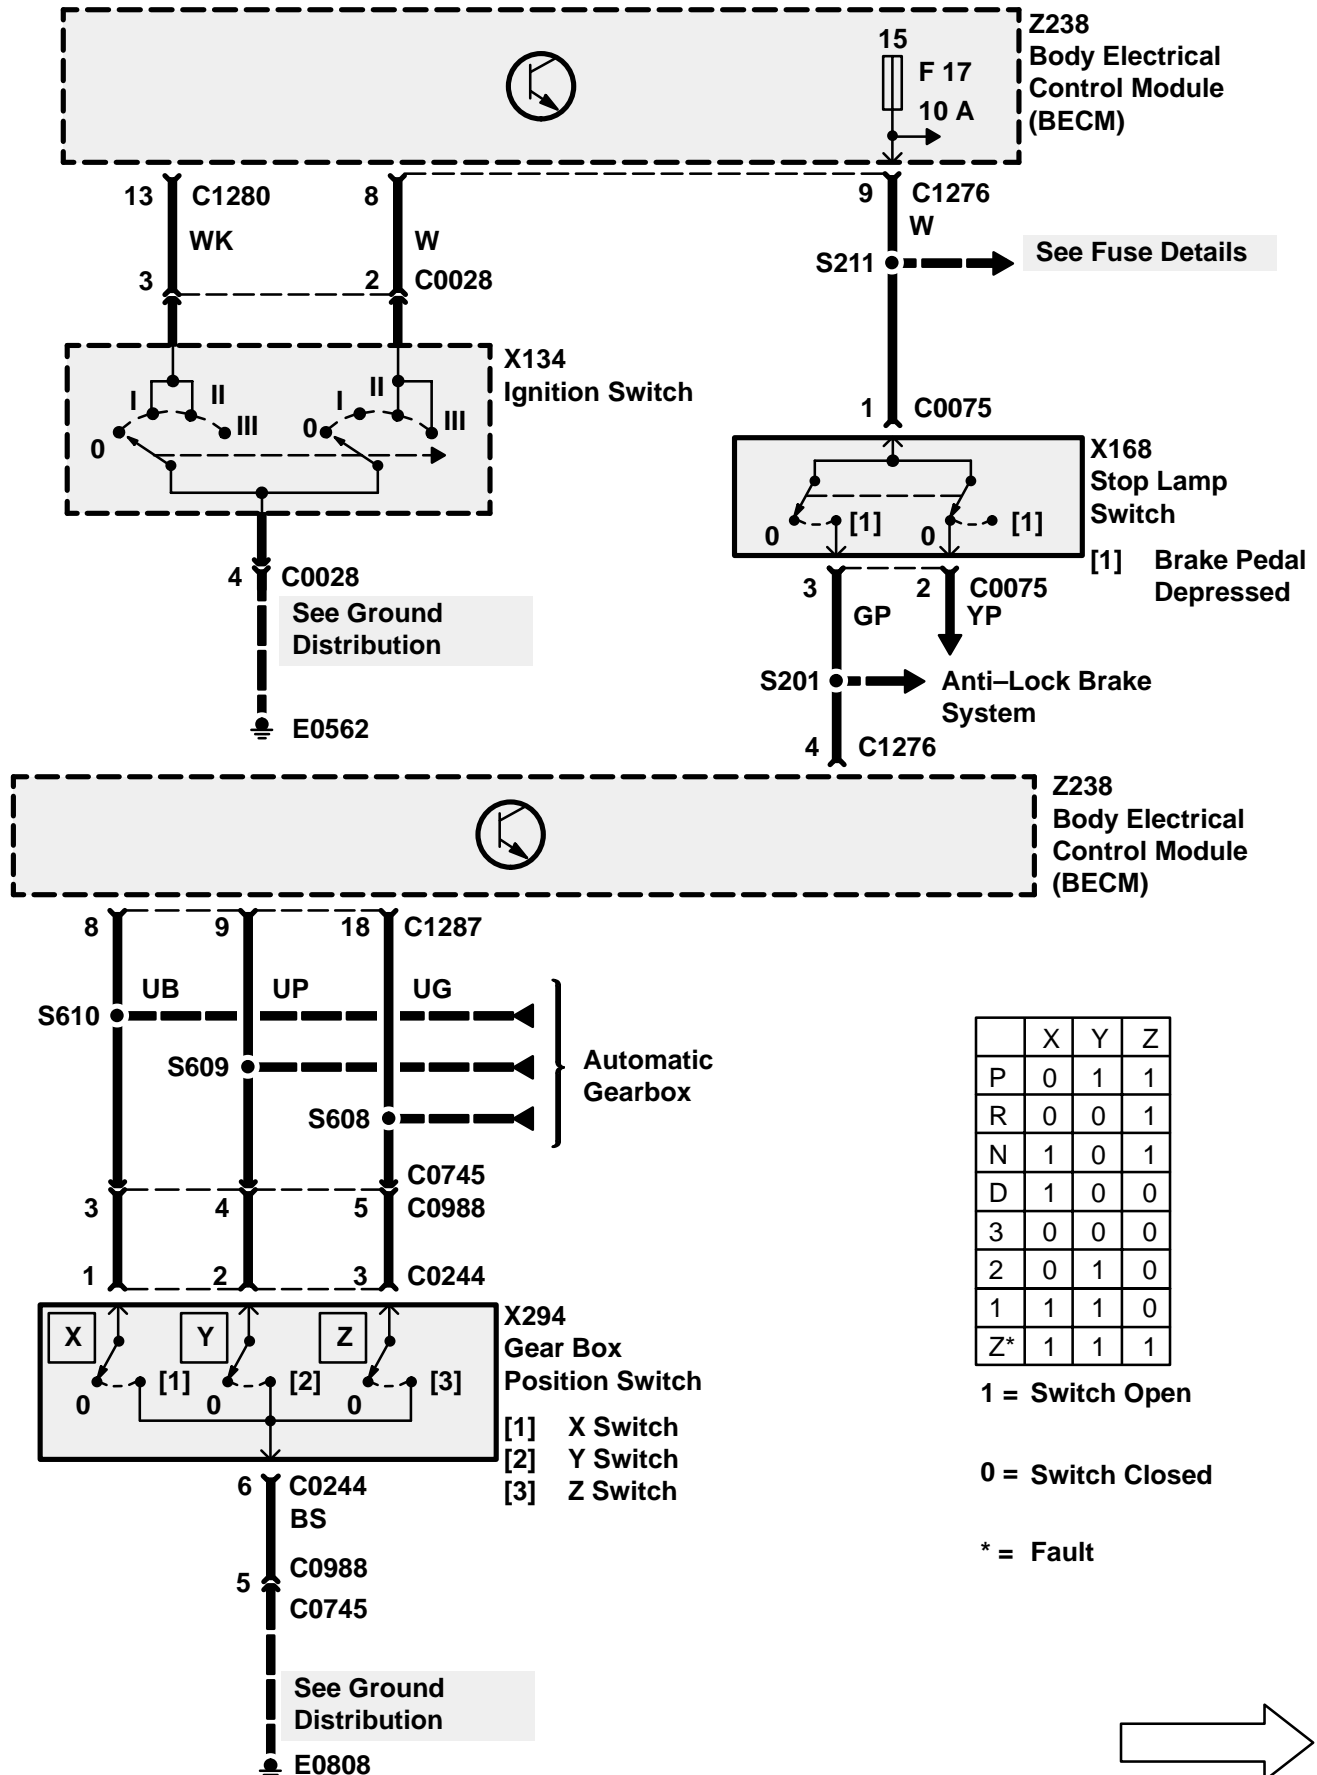 Z238
Body Electrical
Control Module
(BECM)
15
F 17
10 A
13 C1280 8 9 C1276
WK W W
S211 See Fuse Details
3 2 C0028
X134
Ignition Switch
I II III 0
I II III 0
1 C0075
X168
Stop Lamp
Switch
0 [1] 0 [1]
[1] Brake Pedal
Depressed
4 C0028
See Ground
Distribution
E0562
3 2 C0075
GP YP
S201 Anti–Lock Brake
System
4 C1276
Z238
Body Electrical
Control Module
(BECM)
8 9 18 C1287
UB UP UG
S610
S609
S608
Automatic
Gearbox
C0745
3 4 5 C0988
1 2 3 C0244
X Y Z
0 [1] 0 [2] 0 [3]
X294
Gear Box
Position Switch
[1] X Switch
[2] Y Switch
[3] Z Switch
6 C0244
BS
5 C0988
C0745
See Ground
Distribution
E0808
X Y Z
P 0 1 1
R 0 0 1
N 1 0 1
D 1 0 0
3 0 0 0
2 0 1 0
1 1 1 0
Z* 1 1 1
1 = Switch Open
0 = Switch Closed
* = Fault